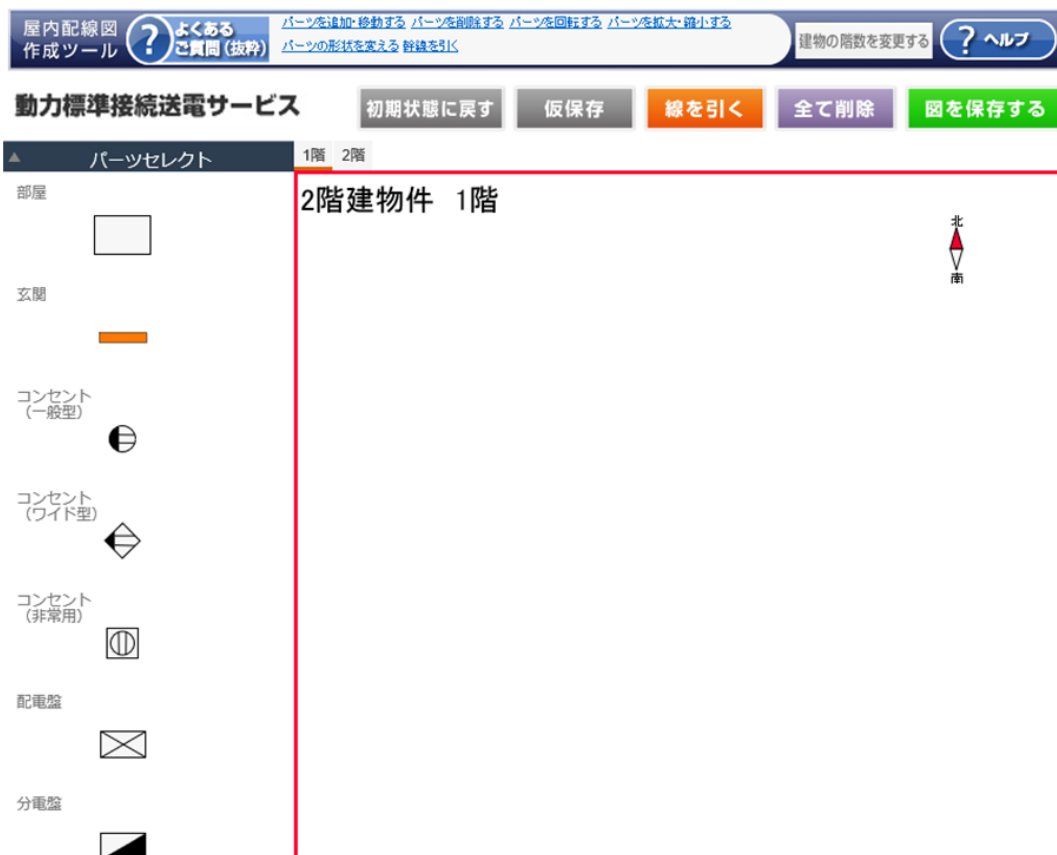 屋内配線図
作成ツール
?
よくある
ご質問(抜粋)
パーツを追加・移動する パーツを削除する パーツを回転する パーツを拡大・縮小する
パーツの形状を変える 幹線を引く
建物の階数を変更する
? ヘルプ
動力標準接続送電サービス
初期状態に戻す
仮保存
線を引く
全て削除
図を保存する
パーツセレクト
1階 2階
部屋
2階建物件 1階
北
南
玄関
コンセント
(一般型)
コンセント
(ワイド型)
コンセント
(非常用)
配電盤
分電盤